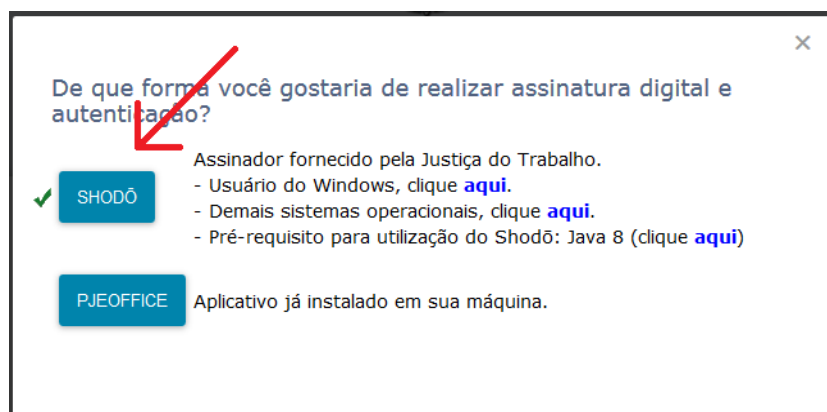 De que forma você gostaria de realizar assinatura digital e
autenticação?
Assinador fornecido pela Justiça do Trabalho.
SHODŌ
- Usuário do Windows, clique aqui.
- Demais sistemas operacionais, clique aqui.
- Pré-requisito para utilização do Shodō: Java 8 (clique aqui)
PJEOFFICE
Aplicativo já instalado em sua máquina.